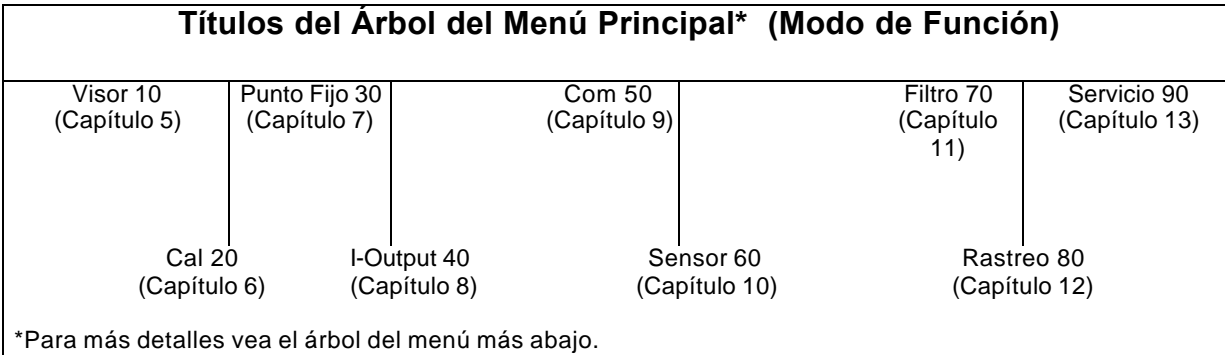 Títulos del Árbol del Menú Principal* (Modo de Función)
Visor 10
(Capítulo 5)
Punto Fijo 30
(Capítulo 7)
Com 50
(Capítulo 9)
Filtro 70
(Capítulo
11)
Servicio 90
(Capítulo 13)
Cal 20
(Capítulo 6)
I-Output 40
(Capítulo 8)
Sensor 60
(Capítulo 10)
Rastreo 80
(Capítulo 12)
*Para más detalles vea el árbol del menú más abajo.